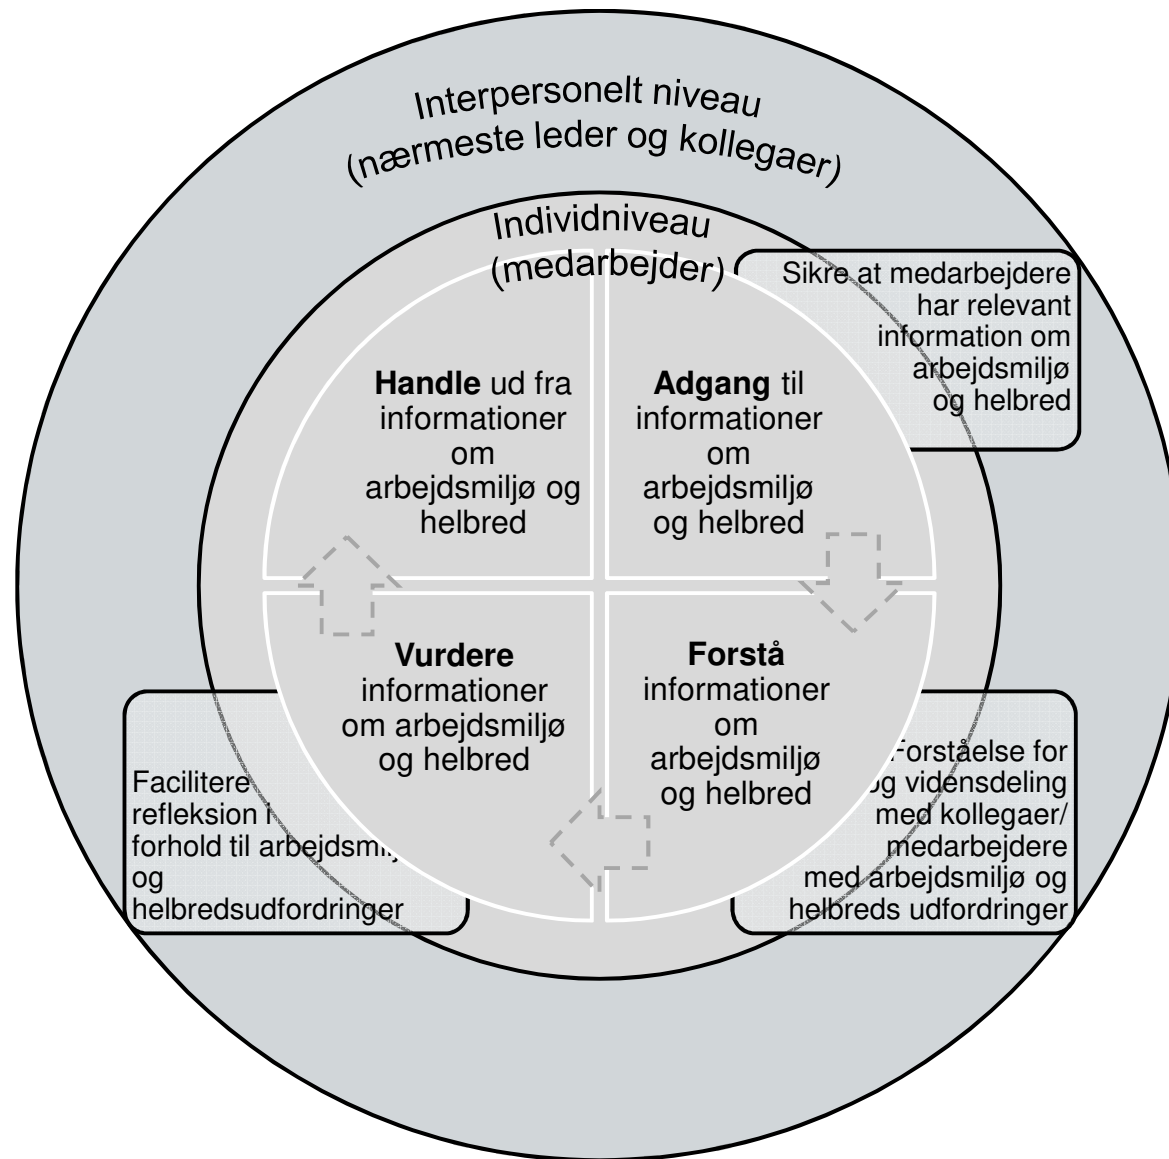 Interpersonelt niveau
(nærmeste leder og kollegaer)
Individniveau
(medarbejder)
Sikre at medarbejdere
har relevant
information om
arbejdsmiljø
og helbred
Handle ud fra
informationer
om
arbejdsmiljø og
helbred
Adgang til
informationer
om
arbejdsmiljø
og helbred
Vurdere
informationer
om arbejdsmiljø
og helbred
Forstå
informationer
om
arbejdsmiljø
og helbred
Facilitere
refleksion i
forhold til arbejdsmilj
og
helbredsudfordringer
Forståelse for
og vidensdeling
med kollegaer/
medarbejdere
med arbejdsmiljø og
helbreds udfordringer